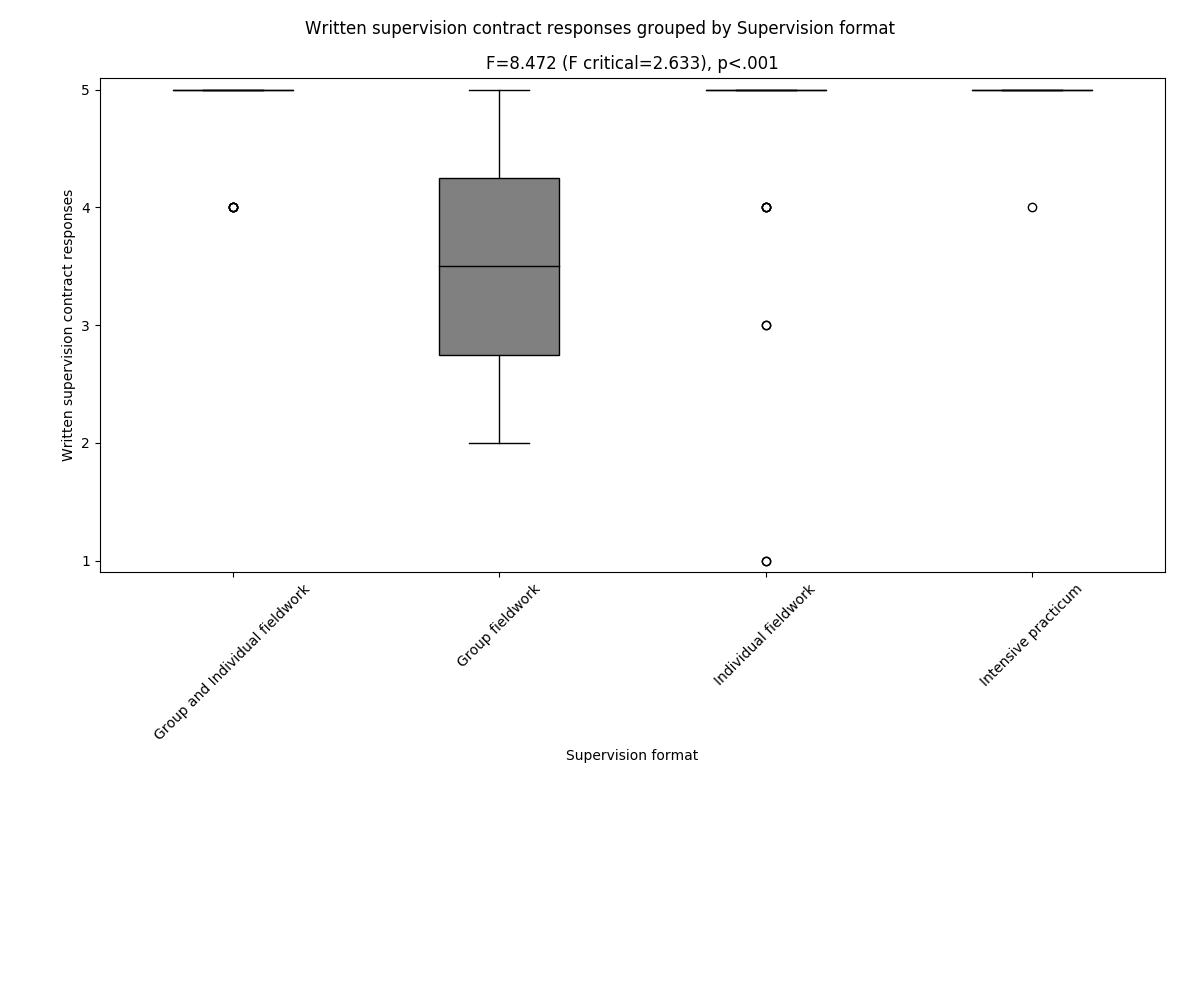 Written supervision contract responses grouped by Supervision format
F=8.472 (F critical=2.633), p<.001
Written supervision contract responses
5
4
3
2
1
Group and Individual fieldwork
Group fieldwork
Individual fieldwork
Intensive practicum
Supervision format